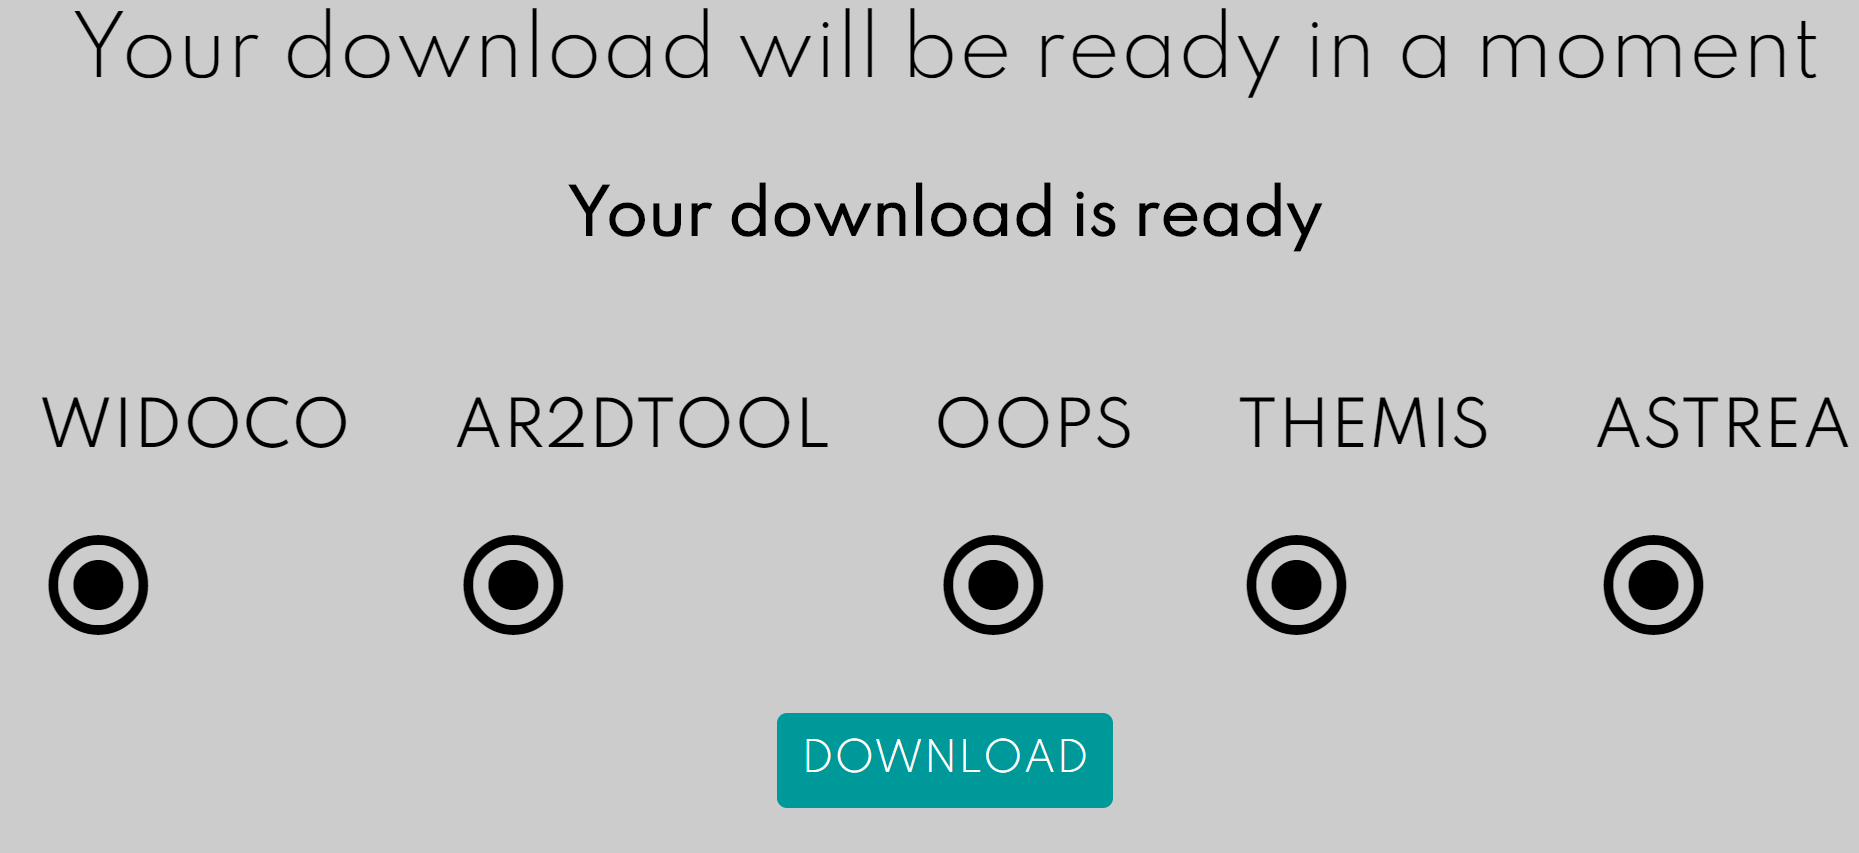 Your download will be ready in a moment
Your download is ready
WIDOCO AR2DTOOL OOPS THEMIS ASTREA
DOWNLOAD